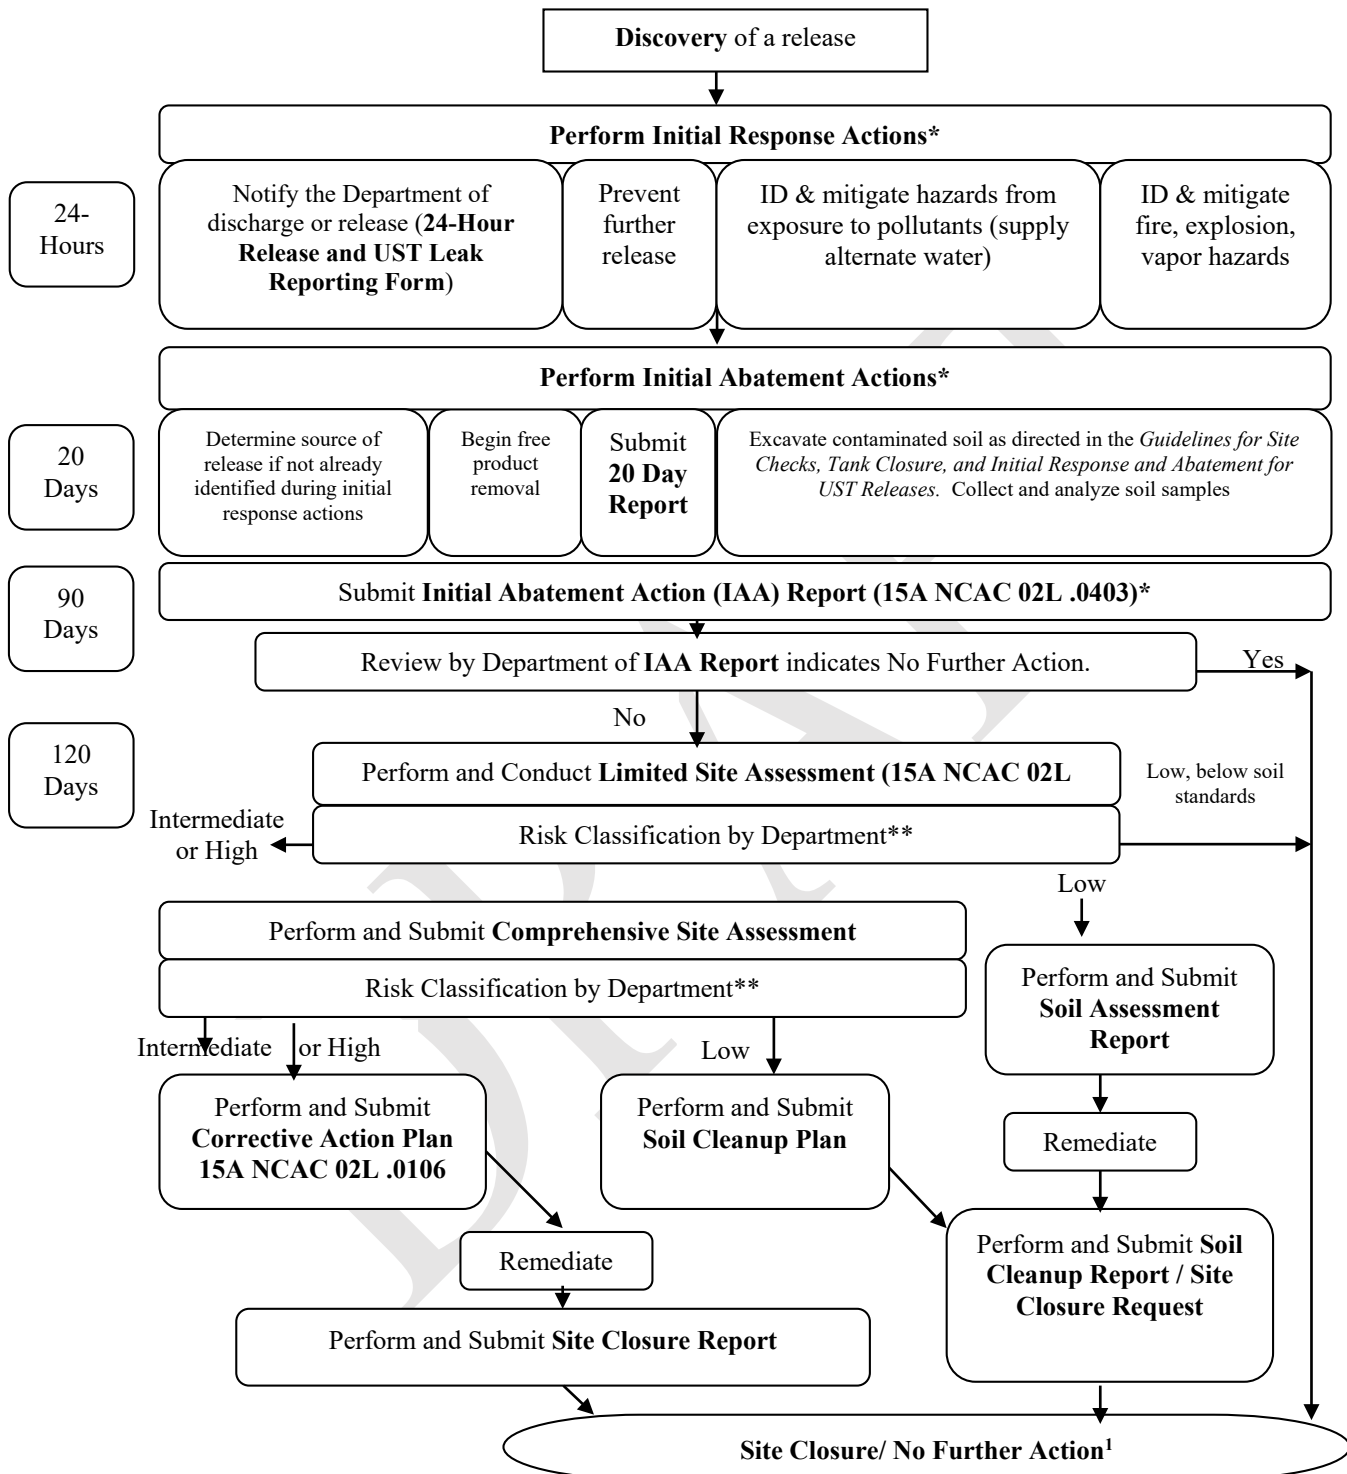 Discovery of a release
Perform Initial Response Actions*
24-
Hours
Notify the Department of
discharge or release (24-Hour
Release and UST Leak
Reporting Form)
Prevent
further
release
ID & mitigate hazards from
exposure to pollutants (supply
alternate water)
ID & mitigate
fire, explosion,
vapor hazards
Perform Initial Abatement Actions*
20
Days
Determine source of
release if not already
identified during initial
response actions
Begin free
product
removal
Submit
20 Day
Report
Excavate contaminated soil as directed in the Guidelines for Site
Checks, Tank Closure, and Initial Response and Abatement for
UST Releases. Collect and analyze soil samples
90
Days
Submit Initial Abatement Action (IAA) Report (15A NCAC 02L .0403)*
Review by Department of IAA Report indicates No Further Action.
Yes
No
120
Days
Perform and Conduct Limited Site Assessment (15A NCAC 02L
Low, below soil
standards
Intermediate
or High
Risk Classification by Department**
Low
Perform and Submit Comprehensive Site Assessment
Risk Classification by Department**
Perform and Submit
Soil Assessment
Report
Intermediate or High
Low
Perform and Submit
Corrective Action Plan
15A NCAC 02L .0106
Perform and Submit
Soil Cleanup Plan
Remediate
Remediate
Perform and Submit Soil
Cleanup Report / Site
Closure Request
Perform and Submit Site Closure Report
Site Closure/ No Further Action1
DRAFT